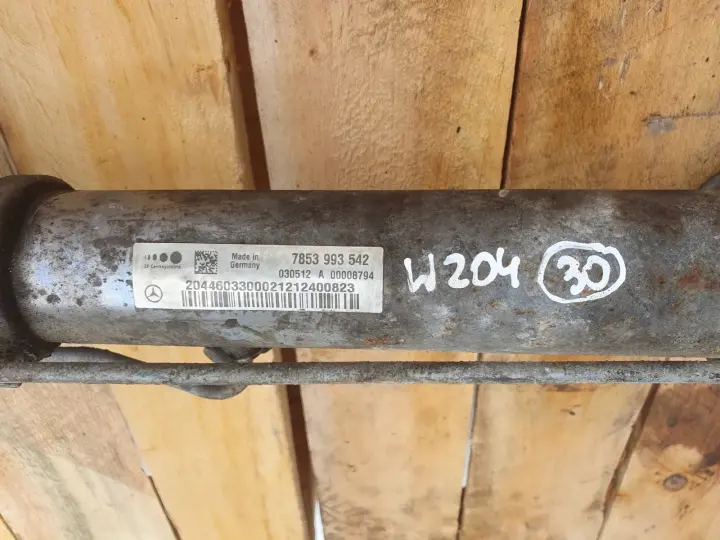 Made in
Germany
7853 993 542
030512 A 00008794
2044603300021212400823
W204 30